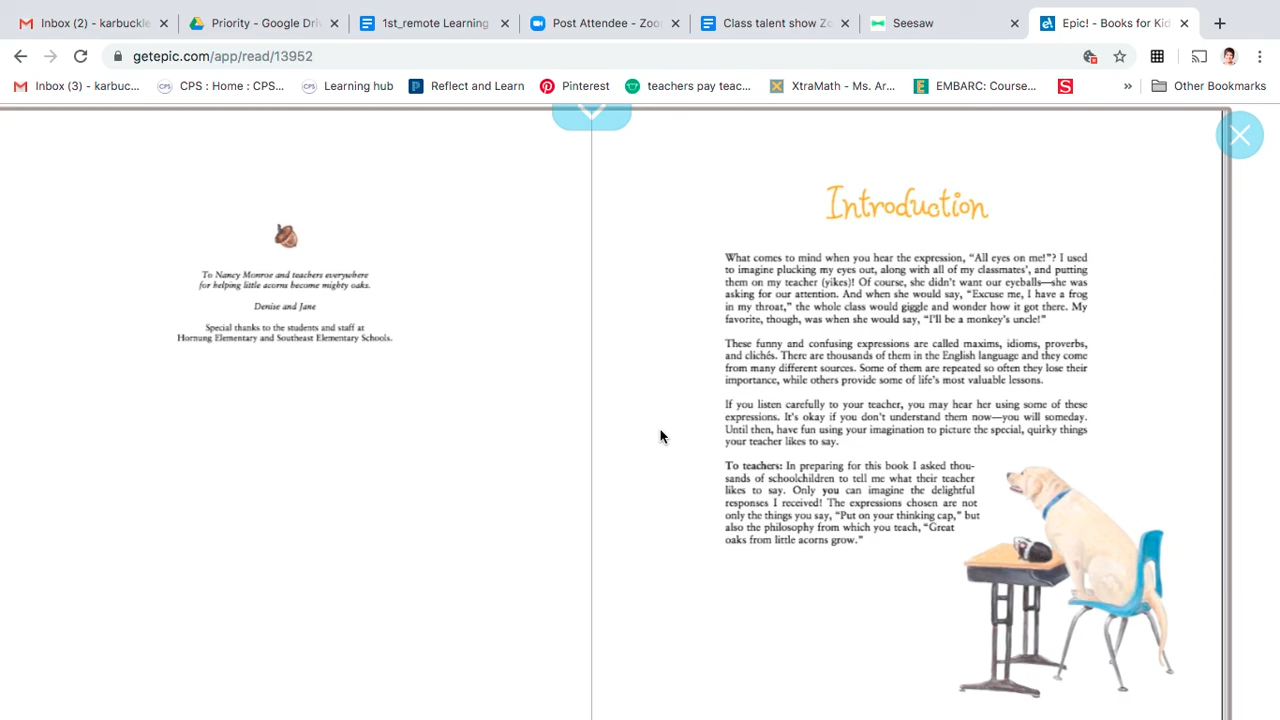 Inbox (2) - karbuckle
Priority - Google Driv
1st_remote Learning
Post Attendee - Zoo
Class talent show Zo
Seesaw
Epic! - Books for Kid
getepic.com/app/read/13952
Inbox (3) - karbuc...
CPS : Home : CPS...
Learning hub
Reflect and Learn
Pinterest
teachers pay teac...
XtraMath - Ms. Ar...
EMBARC: Course...
S
»
Other Bookmarks
To Nancy Monroe and teachers everywhere
for helping little acorns become mighty oaks.
Denise and Jane
Special thanks to the students and staff at
Hornung Elementary and Southeast Elementary Schools.
Introduction
What comes to mind when you hear the expression, “All eyes on me!”? I used
to imagine plucking my eyes out, along with all of my classmates’, and putting
them on my teacher (yikes)! Of course, she didn’t want our eyeballs—she was
asking for our attention. And when she would say, “Excuse me, I have a frog
in my throat,” the whole class would giggle and wonder how it got there. My
favorite, though, was when she would say, “I’ll be a monkey’s uncle!”
These funny and confusing expressions are called maxims, idioms, proverbs,
and clichés. There are thousands of them in the English language and they come
from many different sources. Some of them are repeated so often they lose their
importance, while others provide some of life’s most valuable lessons.
If you listen carefully to your teacher, you may hear her using some of these
expressions. It’s okay if you don’t understand them now—you will someday.
Until then, have fun using your imagination to picture the special, quirky things
your teacher likes to say.
To teachers: In preparing for this book I asked thou-
sands of schoolchildren to tell me what their teacher
likes to say. Only you can imagine the delightful
responses I received! The expressions chosen are not
only the things you say, “Put on your thinking cap,” but
also the philosophy from which you teach, “Great
oaks from little acorns grow.”